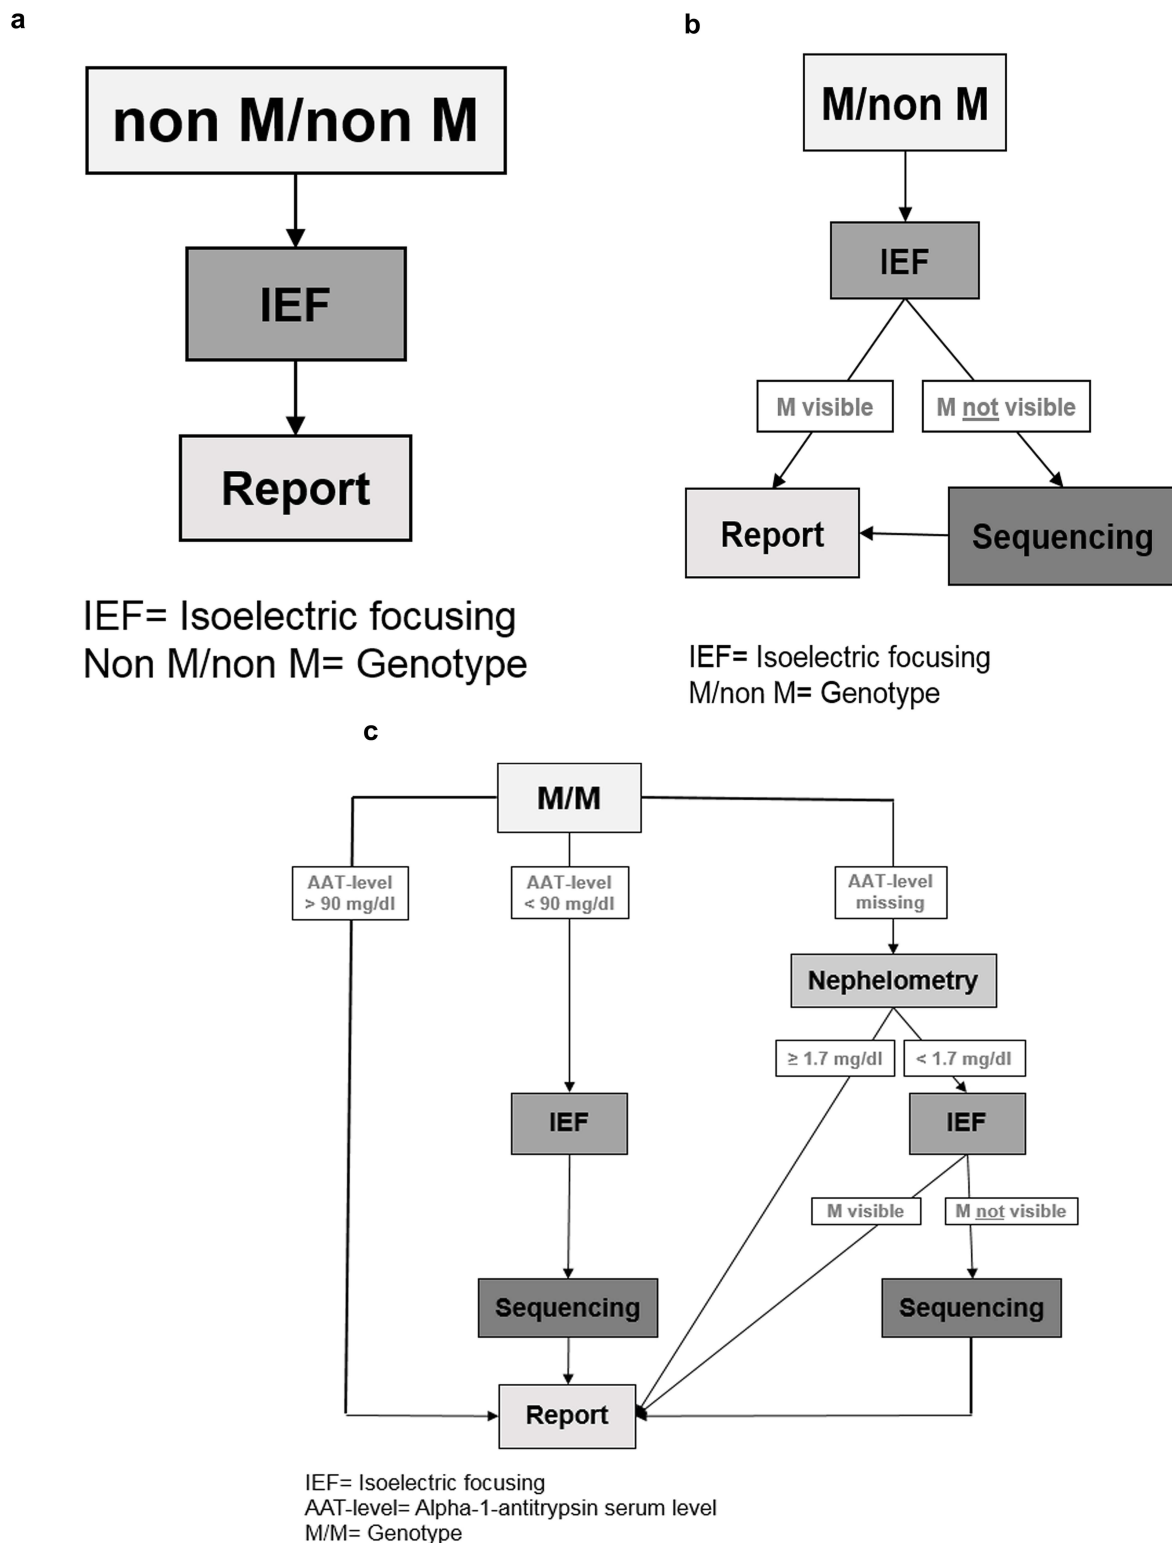 a
non M/non M
IEF
Report
IEF= Isoelectric focusing
Non M/non M= Genotype
b
M/non M
IEF
M visible
M not visible
Report
Sequencing
IEF= Isoelectric focusing
M/non M= Genotype
c
M/M
AAT-level
> 90 mg/dl
AAT-level
< 90 mg/dl
AAT-level
missing
Nephelometry
≥ 1.7 mg/dl
< 1.7 mg/dl
IEF
IEF
M visible
M not visible
Sequencing
Sequencing
Report
IEF= Isoelectric focusing
AAT-level= Alpha-1-antitrypsin serum level
M/M= Genotype